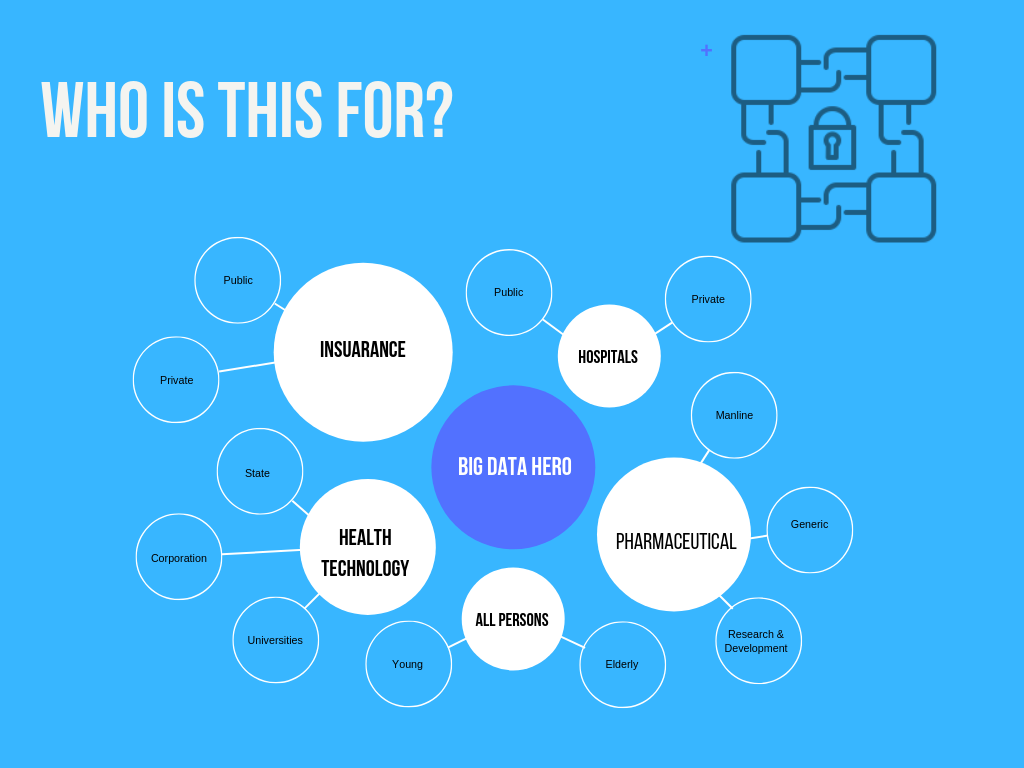 WHO IS THIS FOR?
+
Public
INSUARANCE
Private
Public
HOSPITALS
Private
BIG DATA HERO
State
Corporation
HEALTH
TECHNOLOGY
Universities
Manline
PHARMACEUTICAL
Generic
Research &
Development
ALL PERSONS
Young
Elderly